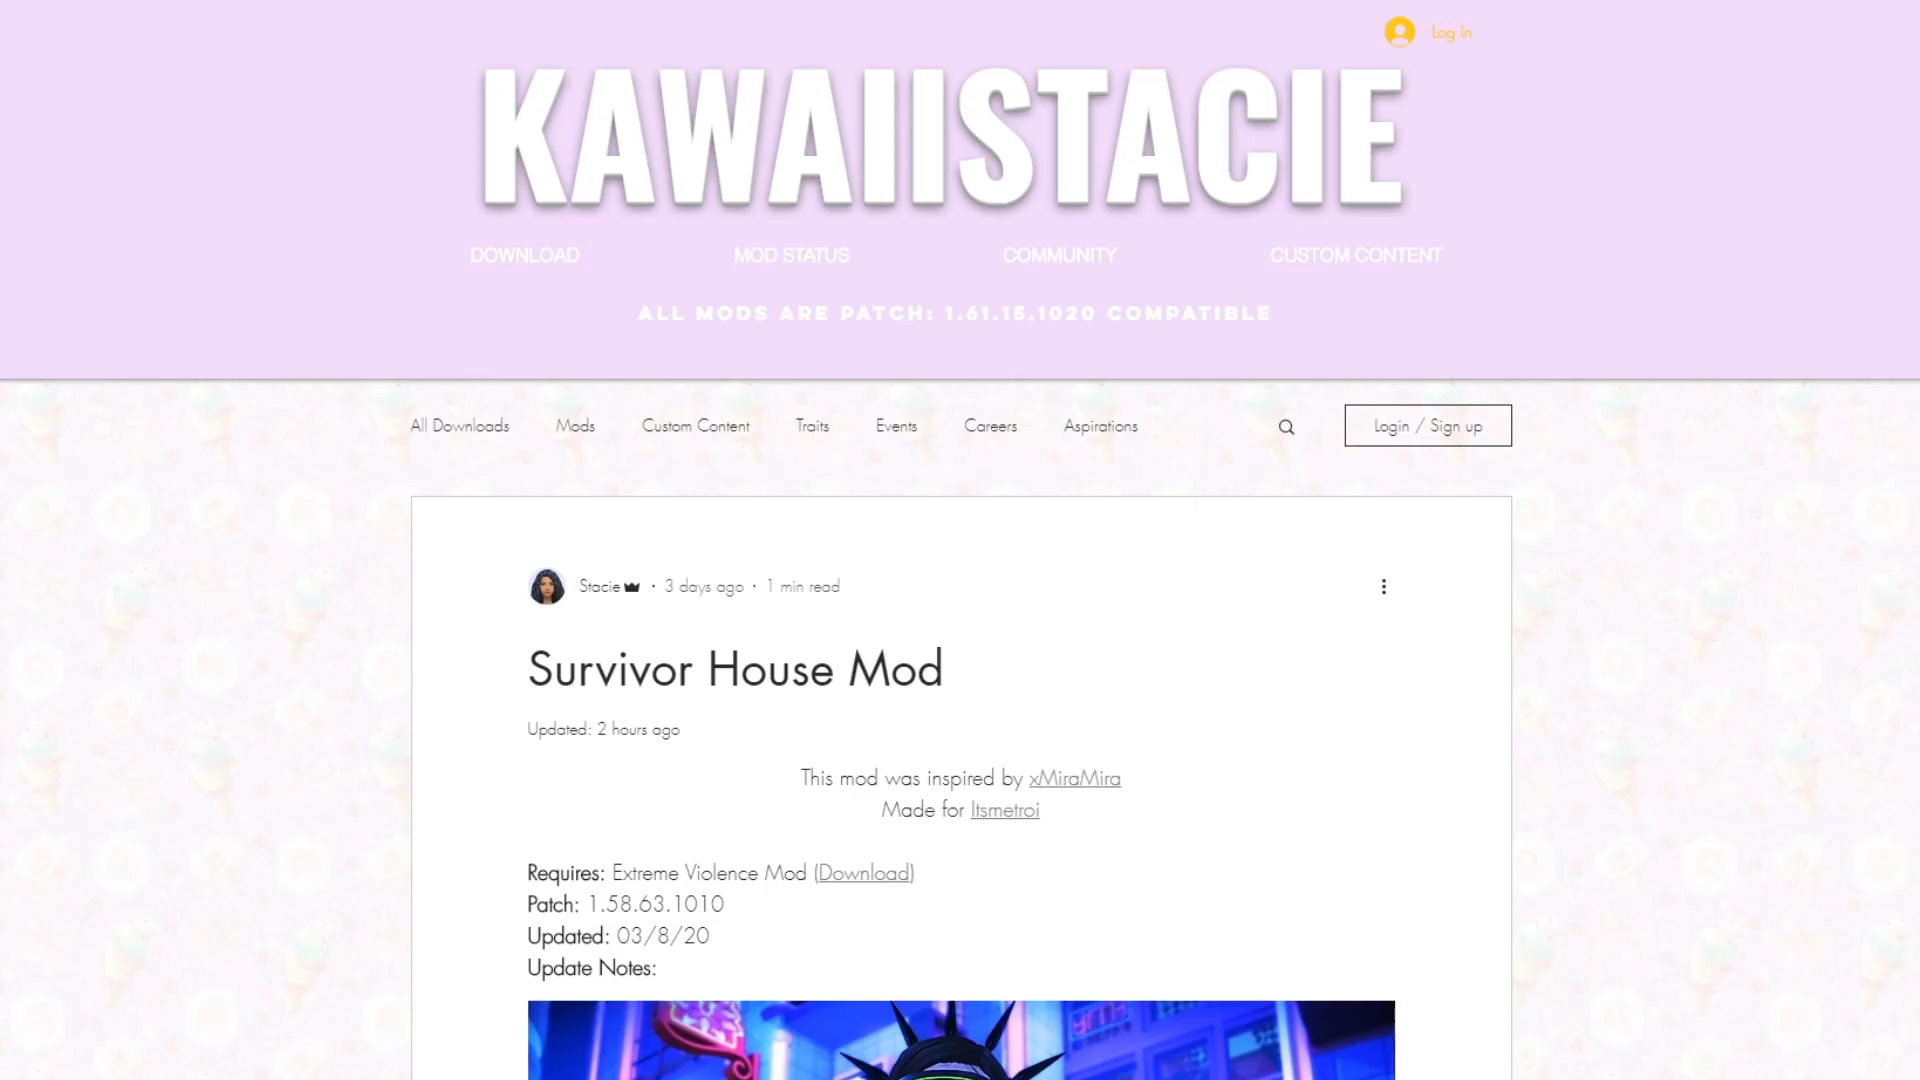 Log In
KAWAIISTACIE
DOWNLOAD MOD STATUS COMMUNITY CUSTOM CONTENT
ALL MODS ARE PATCH: 1.61.15.1020 COMPATIBLE
All Downloads Mods Custom Content Traits Events Careers Aspirations Login / Sign up
Stacie · 3 days ago · 1 min read
Survivor House Mod
Updated: 2 hours ago
This mod was inspired by xMiraMira
Made for Itsmetroi
Requires: Extreme Violence Mod (Download)
Patch: 1.58.63.1010
Updated: 03/8/20
Update Notes: